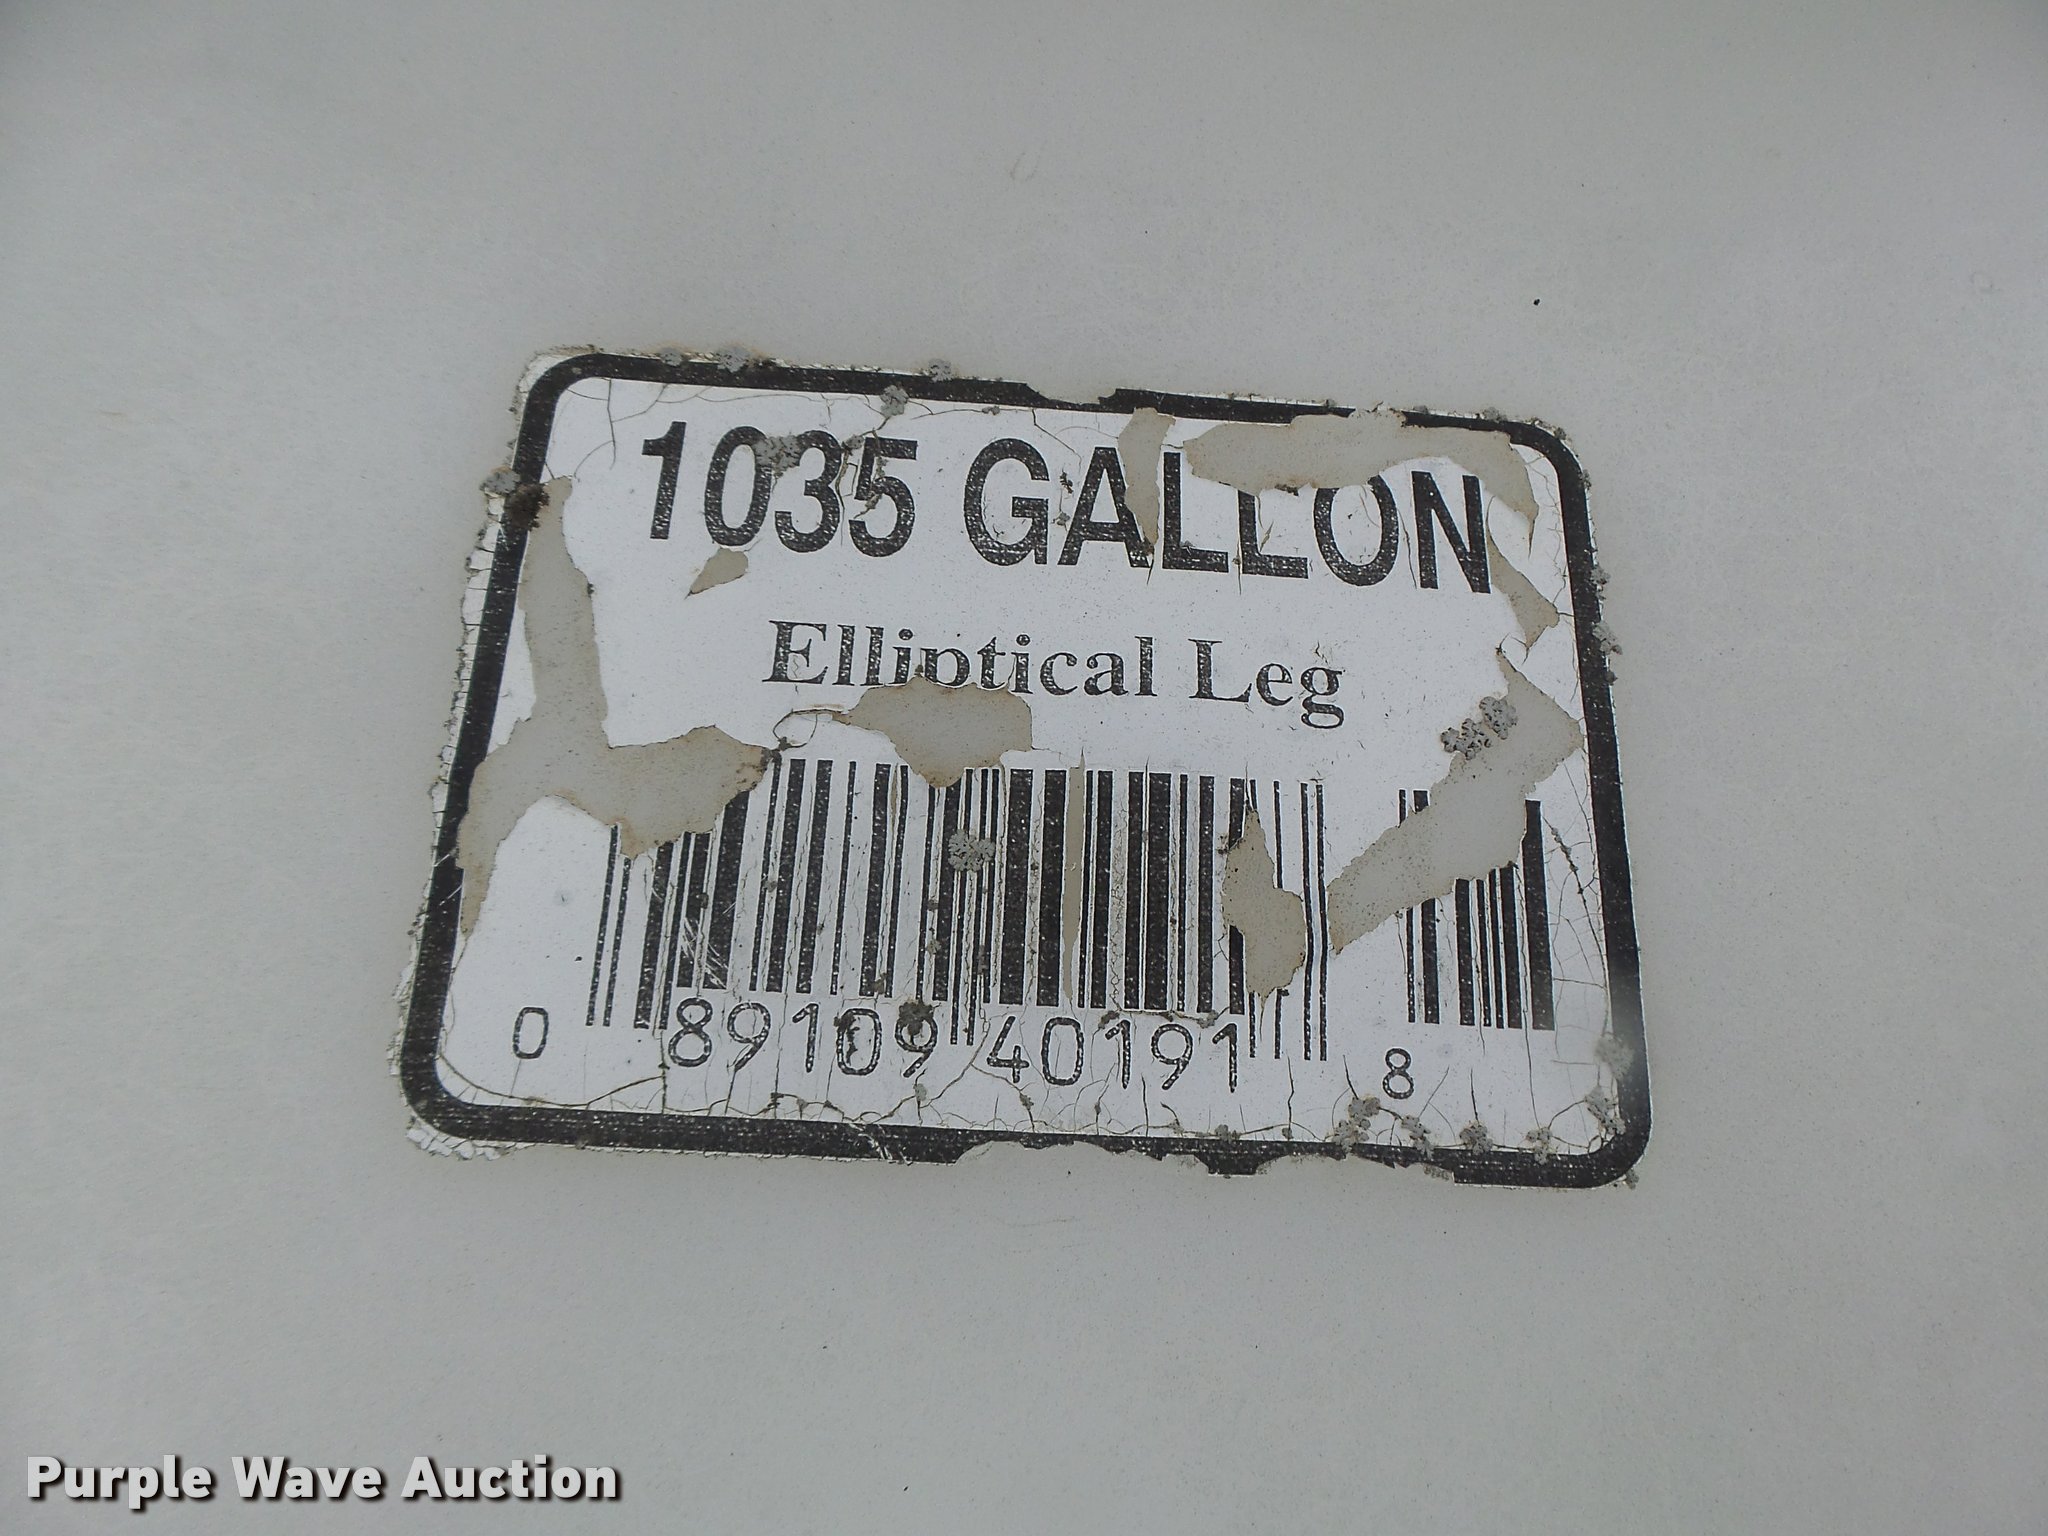 1035 GALLON
Elliptical Leg
0 89109 40191 8
Purple Wave Auction